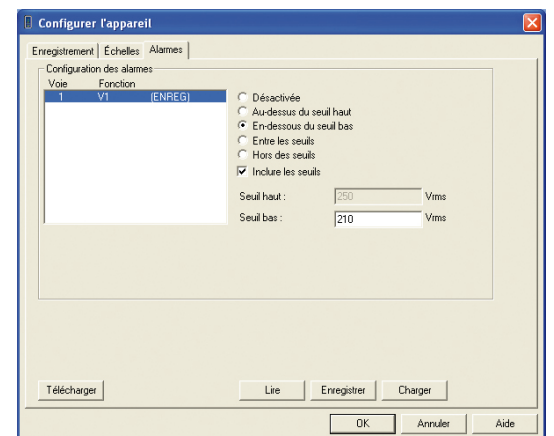 Configurer l'appareil
Enregistrement Échelles Alarmes
Configuration des alarmes
Voie Fonction
1 V1 (ENREG)
Désactivée
Au-dessus du seuil haut
En-dessous du seuil bas
Entre les seuils
Hors des seuils
Inclure les seuils
Seuil haut : 250 Vrms
Seuil bas : 210 Vrms
Télécharger Lire Enregistrer Charger
OK Annuler Aide